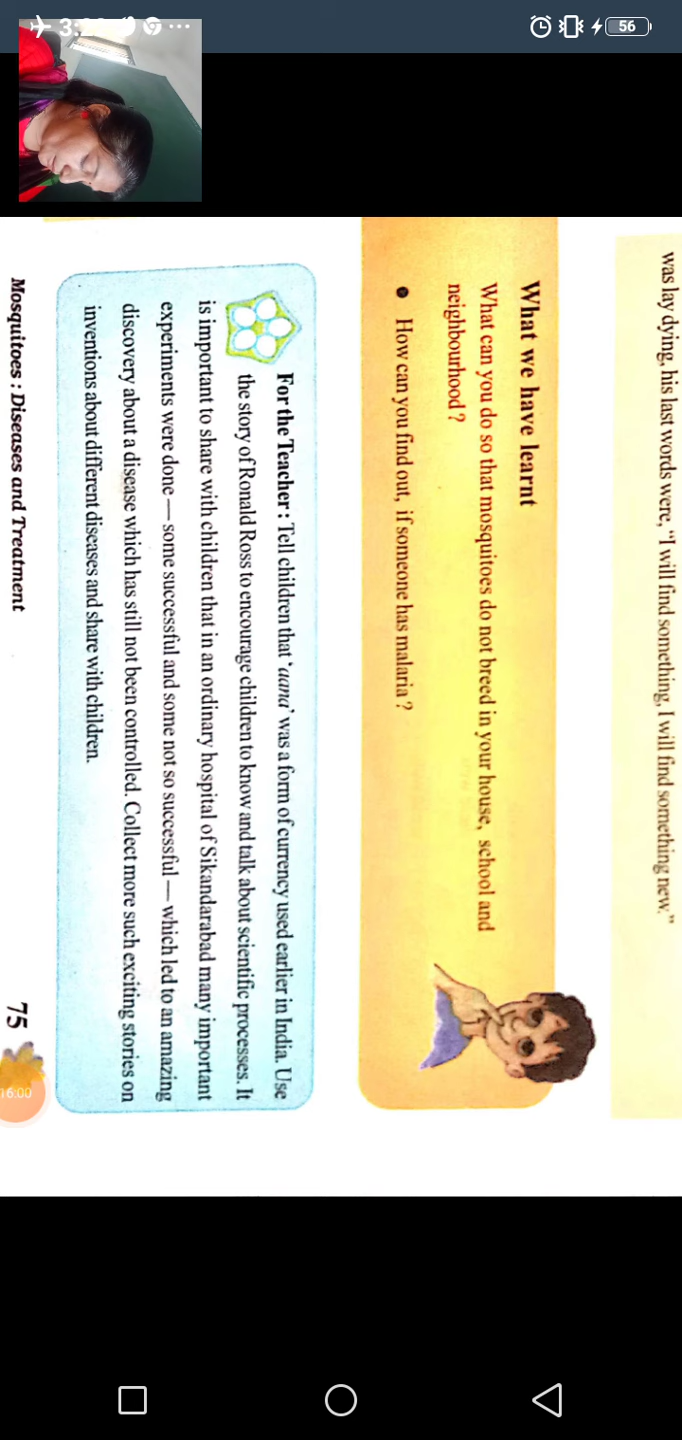 3:
56
was lay dying, his last words were, “I will find something, I will find something new.”
What we have learnt
What can you do so that mosquitoes do not breed in your house, school and
neighbourhood ?
• How can you find out, if someone has malaria ?
For the Teacher : Tell children that ‘aana’ was a form of currency used earlier in India. Use
the story of Ronald Ross to encourage children to know and talk about scientific processes. It
is important to share with children that in an ordinary hospital of Sikandarabad many important
experiments were done — some successful and some not so successful — which led to an amazing
discovery about a disease which has still not been controlled. Collect more such exciting stories on
inventions about different diseases and share with children.
Mosquitoes : Diseases and Treatment
75
16:00